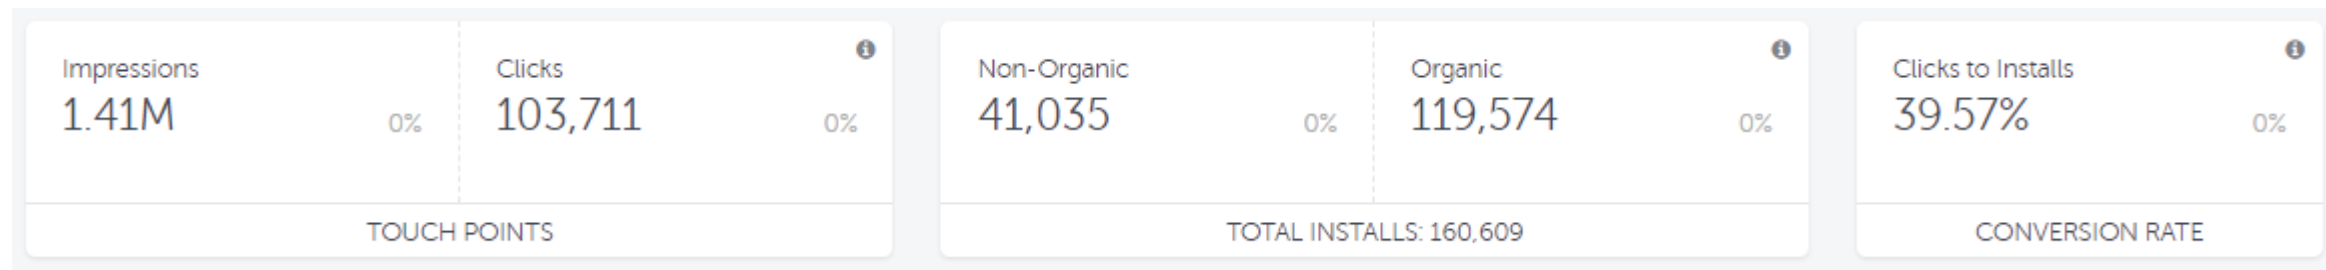 Impressions
1.41M
0%
Clicks
103,711
0%
TOUCH POINTS
Non-Organic
41,035
0%
Organic
119,574
0%
TOTAL INSTALLS: 160,609
Clicks to Installs
39.57%
0%
CONVERSION RATE